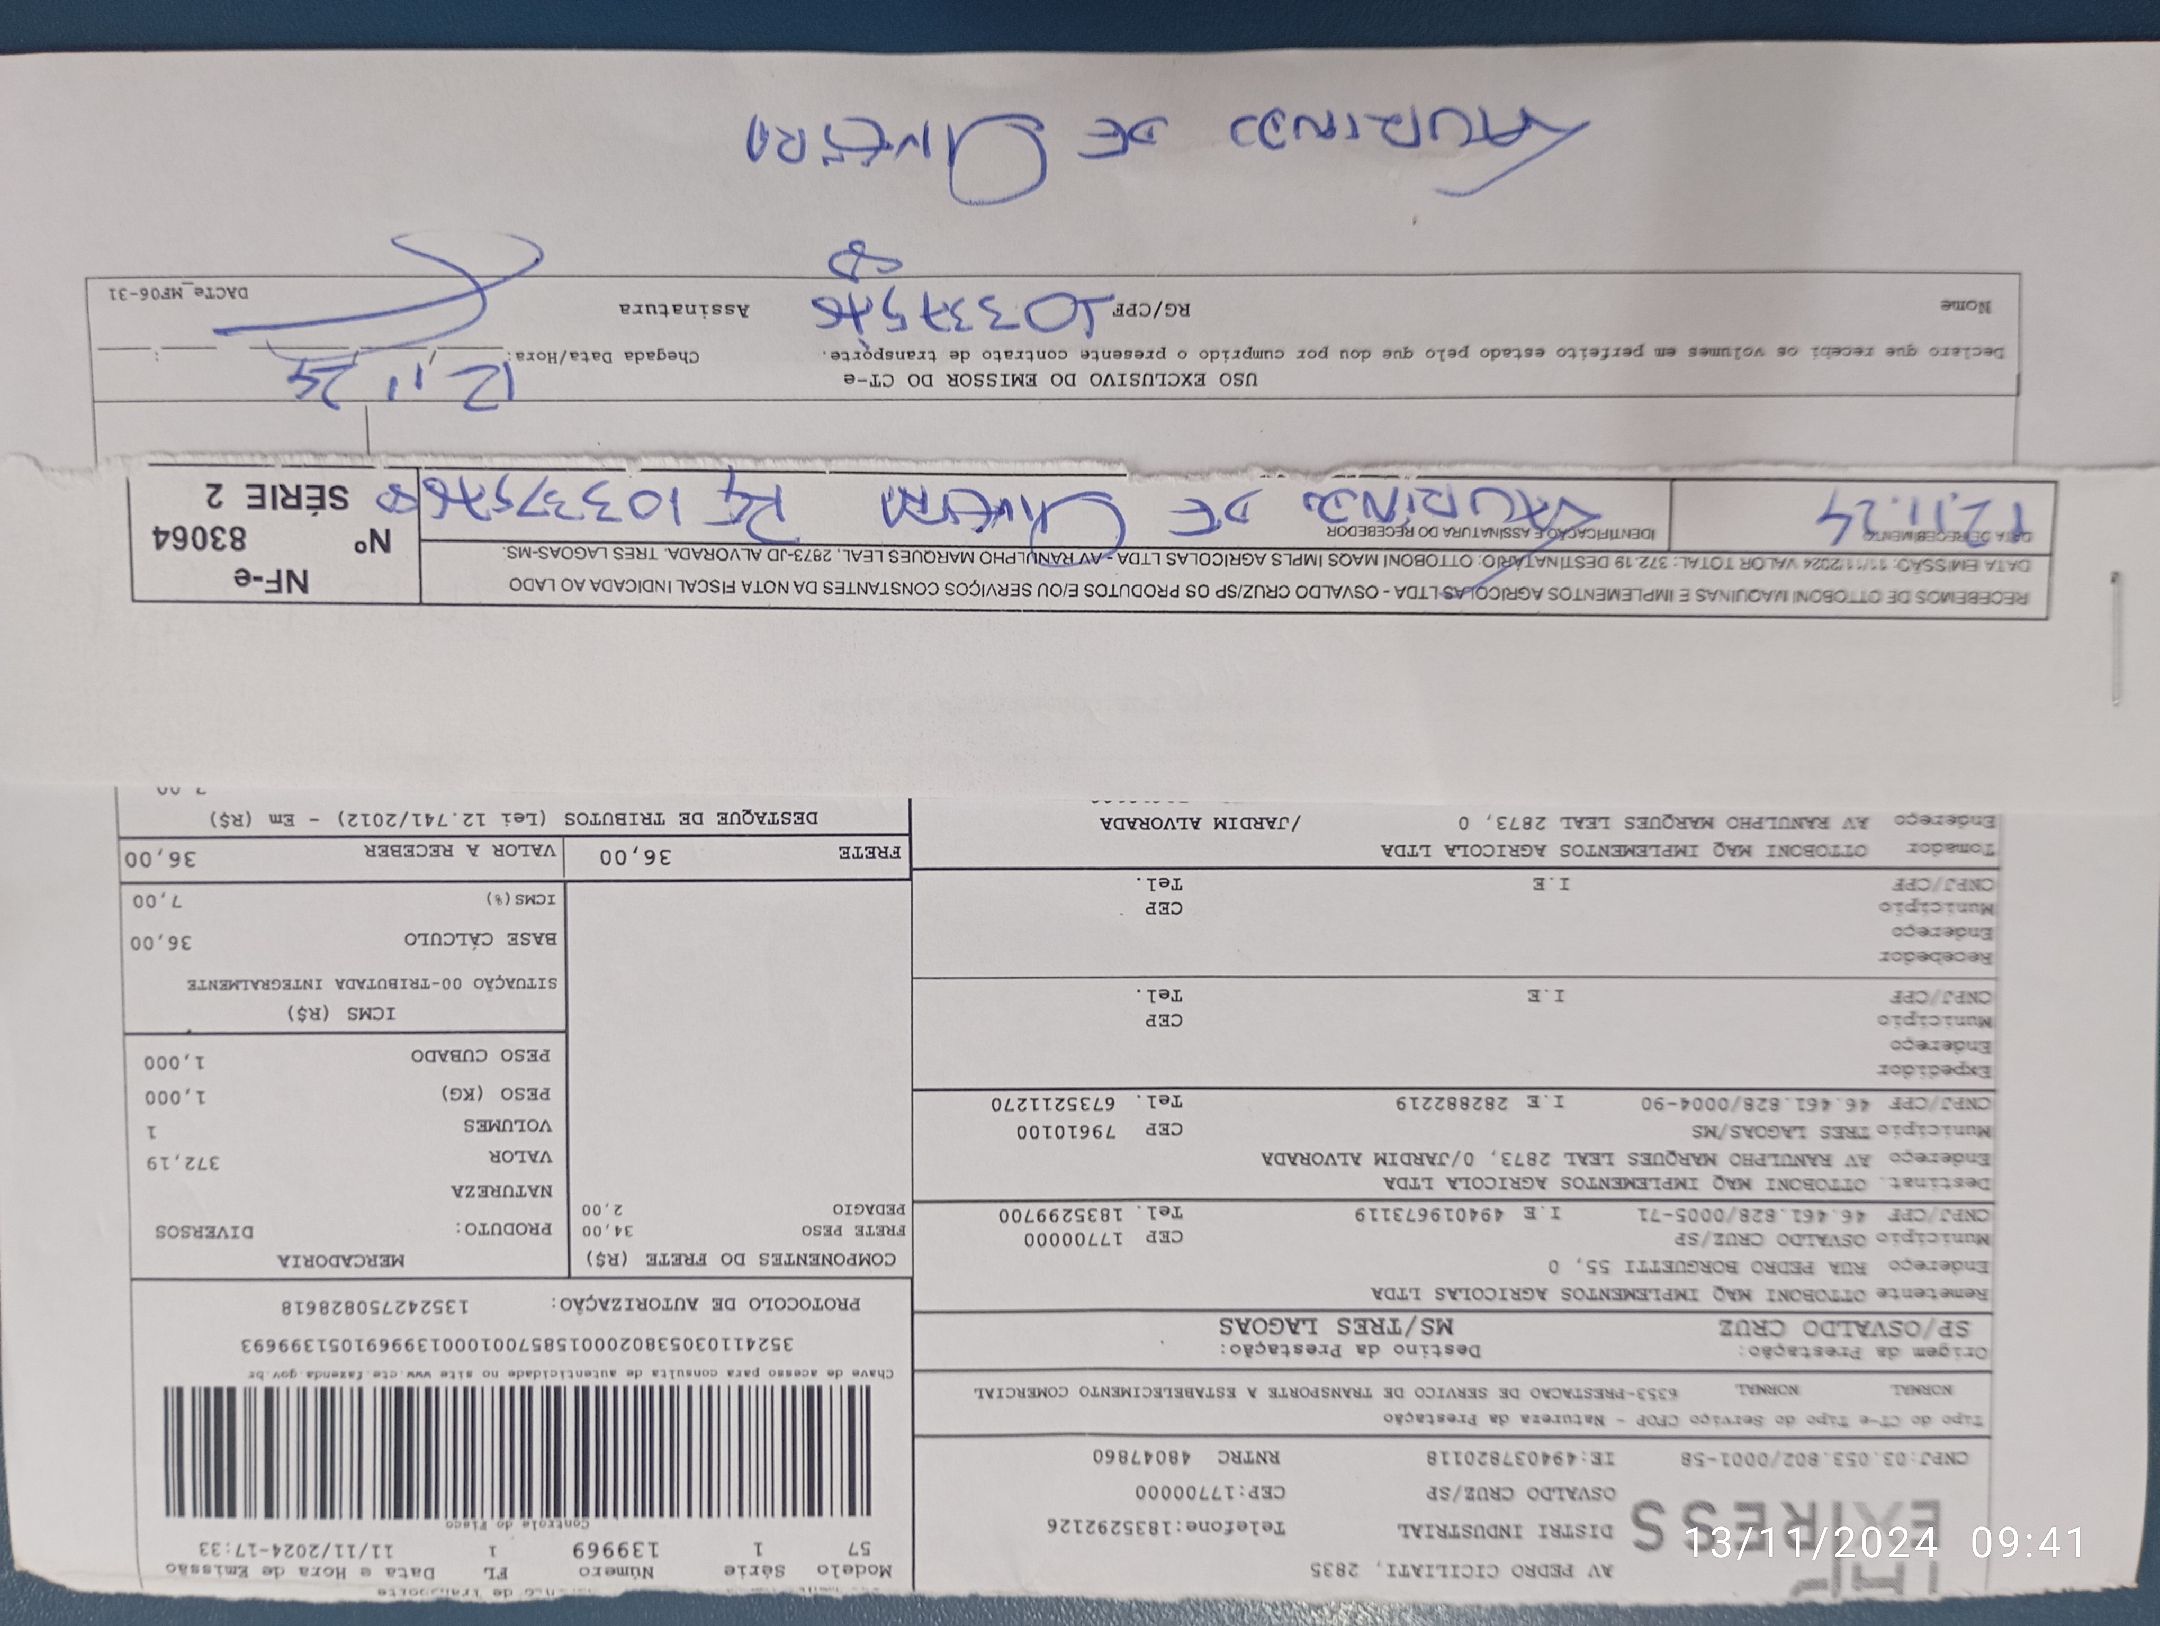 EXPRESS
AV PEDRO CICILIATI, 2835
DISTRI INDUSTRIAL Telefone:1835292126
OSVALDO CRUZ/SP CEP:17700000
CNPJ:03.053.802/0001-58 IE:494037820118 RNTRC 48047860
Modelo Série Número FL Data e Hora de Emissão
57 1 139969 1 11/11/2024-17:33
Controle do Fisco
Chave de acesso para consulta de autenticidade no site www.cte.fazenda.gov.br
35241103053802000158570010001399691051399693
PROTOCOLO DE AUTORIZAÇÃO: 135242750828618
Tipo do CT-e Tipo do Serviço CFOP - Natureza da Prestação
NORMAL NORMAL 6353-PRESTACAO DE SERVICO DE TRANSPORTE A ESTABELECIMENTO COMERCIAL
Origem da Prestação: Destino da Prestação:
SP/OSVALDO CRUZ MS/TRES LAGOAS
Remetente OTTOBONI MAQ IMPLEMENTOS AGRICOLAS LTDA
Endereço RUA PEDRO BORGUETTI 55, 0
Município OSVALDO CRUZ/SP CEP 17700000
CNPJ/CPF 46.461.828/0005-71 I.E 494019673119 Tel. 1835299700
Destinat. OTTOBONI MAQ IMPLEMENTOS AGRICOLA LTDA
Endereço AV RANULPHO MARQUES LEAL 2873, 0/JARDIM ALVORADA
Município TRES LAGOAS/MS CEP 79610100
CNPJ/CPF 46.461.828/0004-90 I.E 282882219 Tel. 6735211270
Expedidor
Endereço
Município CEP
CNPJ/CPF I.E Tel.
Recebedor
Endereço
Município CEP
CNPJ/CPF I.E Tel.
Tomador OTTOBONI MAQ IMPLEMENTOS AGRICOLA LTDA
Endereço AV RANULPHO MARQUES LEAL 2873, 0 /JARDIM ALVORADA
COMPONENTES DO FRETE (R$)
FRETE PESO 34,00
PEDAGIO 2,00
MERCADORIA
PRODUTO: DIVERSOS
NATUREZA
VALOR 372,19
VOLUMES 1
PESO (KG) 1,000
PESO CUBADO 1,000
ICMS (R$)
SITUAÇÃO 00-TRIBUTADA INTEGRALMENTE
BASE CÁLCULO 36,00
ICMS(%) 7,00
FRETE 36,00 VALOR A RECEBER 36,00
DESTAQUE DE TRIBUTOS (Lei 12.741/2012) - Em (R$)
RECEBEMOS DE OTTOBONI MAQUINAS E IMPLEMENTOS AGRICOLAS LTDA - OSVALDO CRUZ/SP OS PRODUTOS E/OU SERVIÇOS CONSTANTES DA NOTA FISCAL INDICADA AO LADO
DATA EMISSÃO: 11/11/2024 VALOR TOTAL: 372.19 DESTINATÁRIO: OTTOBONI MAQS IMPLS AGRICOLAS LTDA - AV RANULPHO MARQUES LEAL, 2873-JD ALVORADA. TRES LAGOAS-MS.
DATA DE RECEBIMENTO IDENTIFICAÇÃO E ASSINATURA DO RECEBEDOR
12.11.24 LAURINDO DE OLIVEIRA RG 103375768
NF-e
Nº 83064
SÉRIE 2
USO EXCLUSIVO DO EMISSOR DO CT-e
Declaro que recebi os volumes em perfeito estado pelo que dou por cumprido o presente contrato de transporte.
Chegada Data/Hora: 12 11 24
Nome RG/CPF 10337576 Assinatura
DACTe_MF06-31
LAURINDO DE OLIVEIRA
13/11/2024 09:41